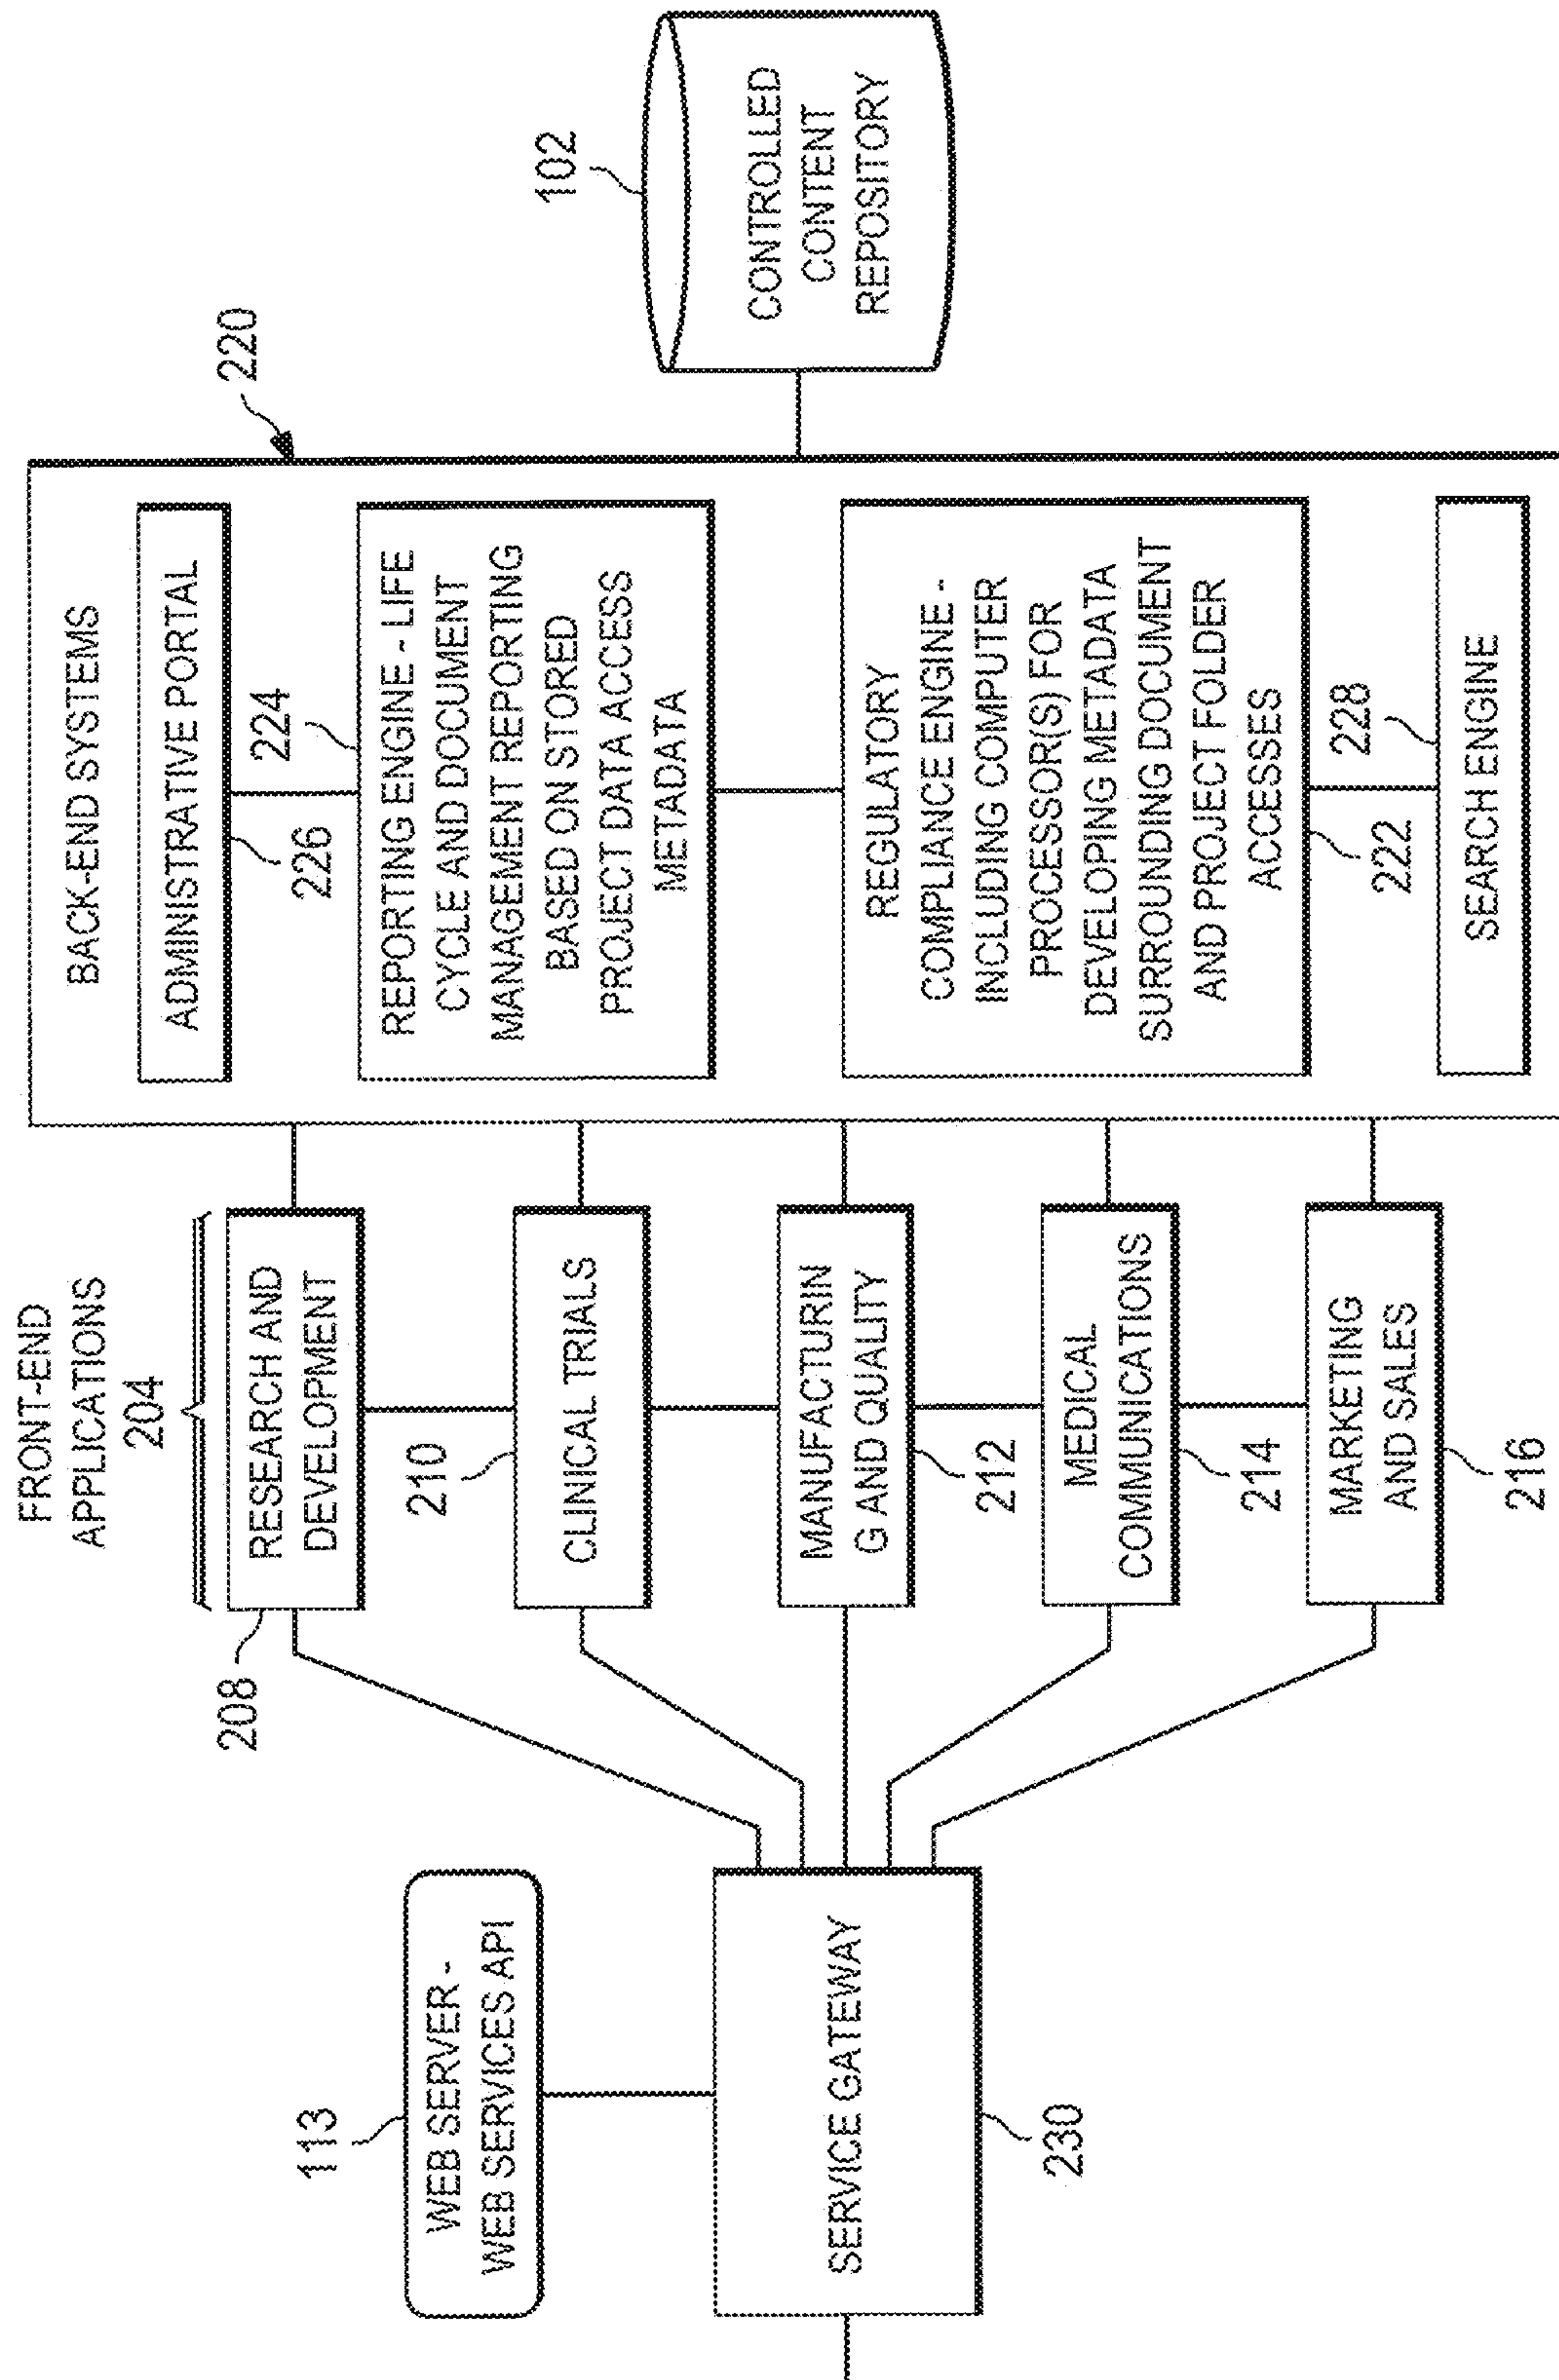 113
WEB SERVER -
WEB SERVICES API
SERVICE GATEWAY
230
FRONT-END
APPLICATIONS
204
208
RESEARCH AND
DEVELOPMENT
210
CLINICAL TRIALS
MANUFACTURIN
G AND QUALITY
212
MEDICAL
COMMUNICATIONS
214
MARKETING
AND SALES
216
220
BACK-END SYSTEMS
ADMINISTRATIVE PORTAL
226
224
REPORTING ENGINE - LIFE
CYCLE AND DOCUMENT
MANAGEMENT REPORTING
BASED ON STORED
PROJECT DATA ACCESS
METADATA
REGULATORY
COMPLIANCE ENGINE -
INCLUDING COMPUTER
PROCESSOR(S) FOR
DEVELOPING METADATA
SURROUNDING DOCUMENT
AND PROJECT FOLDER
ACCESSES
222
228
SEARCH ENGINE
102
CONTROLLED
CONTENT
REPOSITORY